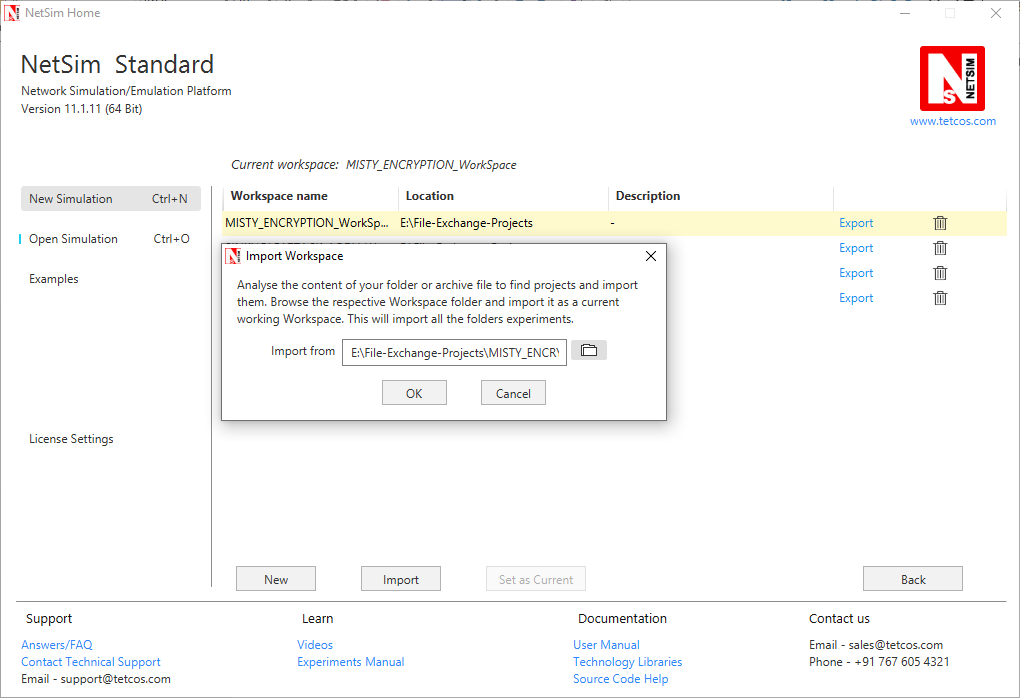 NetSim Home
NetSim Standard
Network Simulation/Emulation Platform
Version 11.1.11 (64 Bit)
NS NETSIM
www.tetcos.com
Current workspace: MISTY_ENCRYPTION_WorkSpace
New Simulation Ctrl+N
Open Simulation Ctrl+O
Examples
License Settings
Workspace name Location Description
MISTY_ENCRYPTION_WorkSp... E:\File-Exchange-Projects - Export
Export
Export
Export
Import Workspace
Analyse the content of your folder or archive file to find projects and import
them. Browse the respective Workspace folder and import it as a current
working Workspace. This will import all the folders experiments.
Import from E:\File-Exchange-Projects\MISTY_ENCRY
OK Cancel
New Import Set as Current Back
Support
Answers/FAQ
Contact Technical Support
Email - support@tetcos.com
Learn
Videos
Experiments Manual
Documentation
User Manual
Technology Libraries
Source Code Help
Contact us
Email - sales@tetcos.com
Phone - +91 767 605 4321